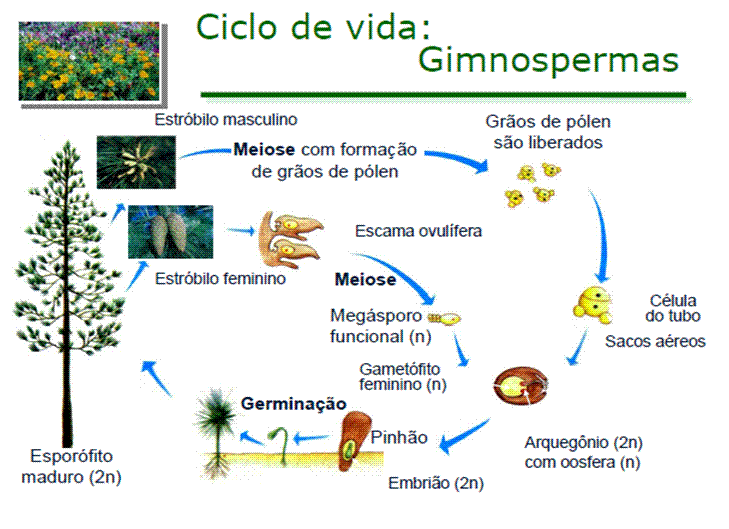 Ciclo de vida:
Gimnospermas
Estróbilo masculino
Meiose com formação
de grãos de pólen
Grãos de pólen
são liberados
Escama ovulífera
Estróbilo feminino
Meiose
Megásporo
funcional (n)
Célula
do tubo
Sacos aéreos
Gametófito
feminino (n)
Germinação
Pinhão
Arquegônio (2n)
com oosfera (n)
Embrião (2n)
Esporófito
maduro (2n)